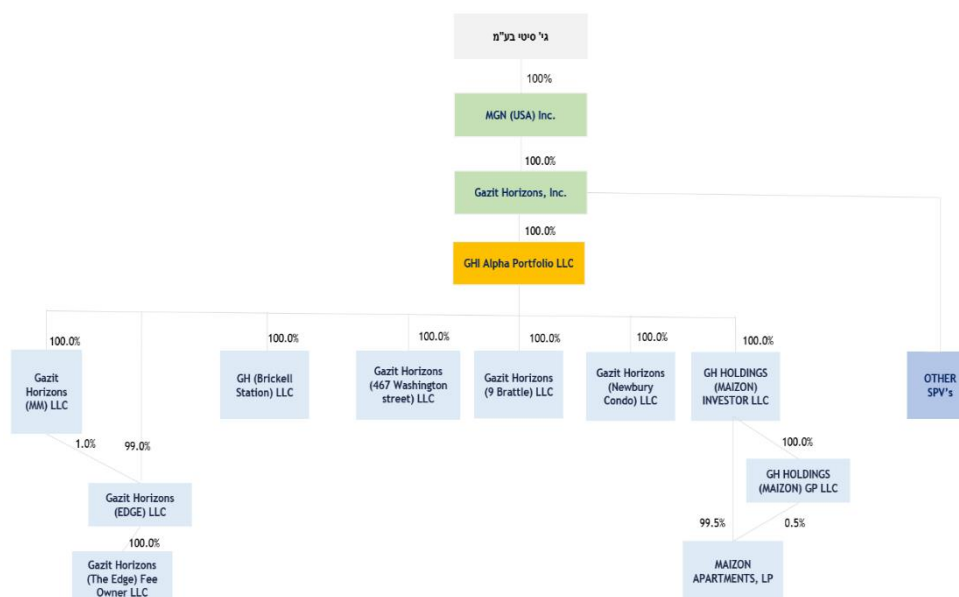 ג'י סיטי בע"מ
100%
MGN (USA) Inc.
100.0%
Gazit Horizons, Inc.
100.0%
GHI Alpha Portfolio LLC
100.0%
100.0%
100.0%
100.0%
100.0%
100.0%
Gazit
Horizons
(MM) LLC
GH (Brickell
Station) LLC
Gazit Horizons
(467 Washington
street) LLC
Gazit Horizons
(9 Brattle) LLC
Gazit Horizons
(Newbury
Condo) LLC
GH HOLDINGS
(MAIZON)
INVESTOR LLC
OTHER
SPV's
1.0%
99.0%
100.0%
Gazit Horizons
(EDGE) LLC
GH HOLDINGS
(MAIZON) GP LLC
100.0%
99.5%
0.5%
Gazit Horizons
(The Edge) Fee
Owner LLC
MAIZON
APARTMENTS, LP